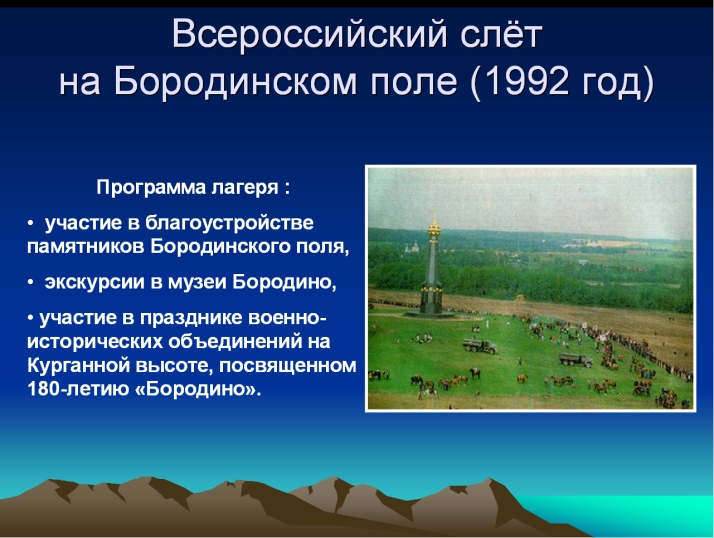 Всероссийский слёт
на Бородинском поле (1992 год)
Программа лагеря :
• участие в благоустройстве
памятников Бородинского поля,
• экскурсии в музеи Бородино,
• участие в празднике военно-
исторических объединений на
Курганной высоте, посвященном
180-летию «Бородино».